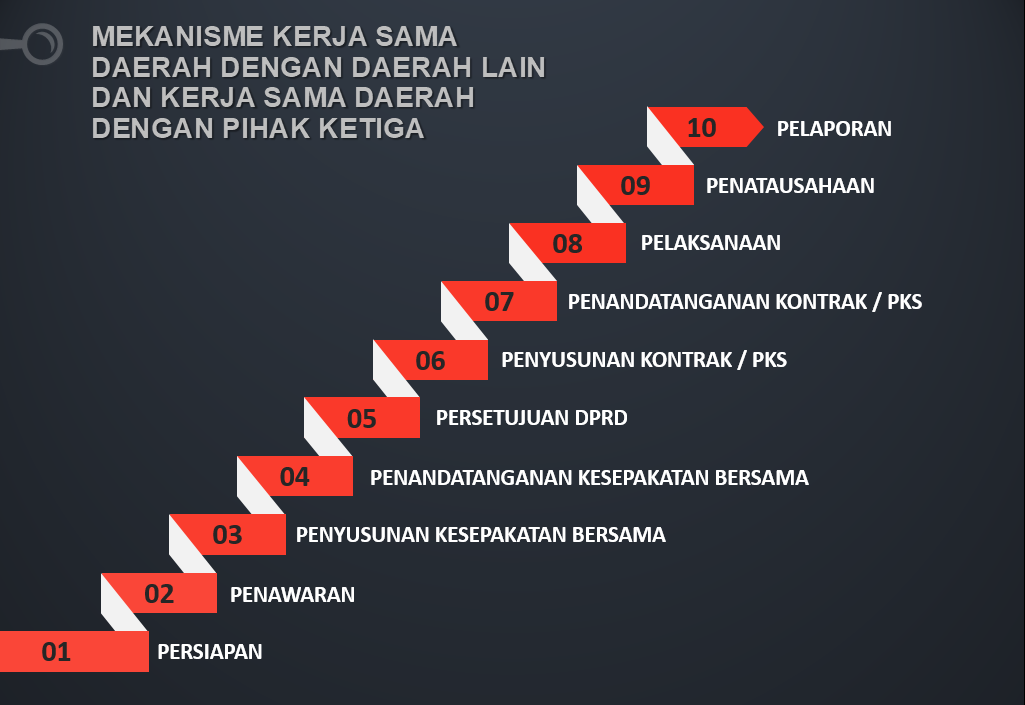 MEKANISME KERJA SAMA
DAERAH DENGAN DAERAH LAIN
DAN KERJA SAMA DAERAH
DENGAN PIHAK KETIGA
10 PELAPORAN
09 PENATAUSAHAAN
08 PELAKSANAAN
07 PENANDATANGANAN KONTRAK / PKS
06 PENYUSUNAN KONTRAK / PKS
05 PERSETUJUAN DPRD
04 PENANDATANGANAN KESEPAKATAN BERSAMA
03 PENYUSUNAN KESEPAKATAN BERSAMA
02 PENAWARAN
01 PERSIAPAN